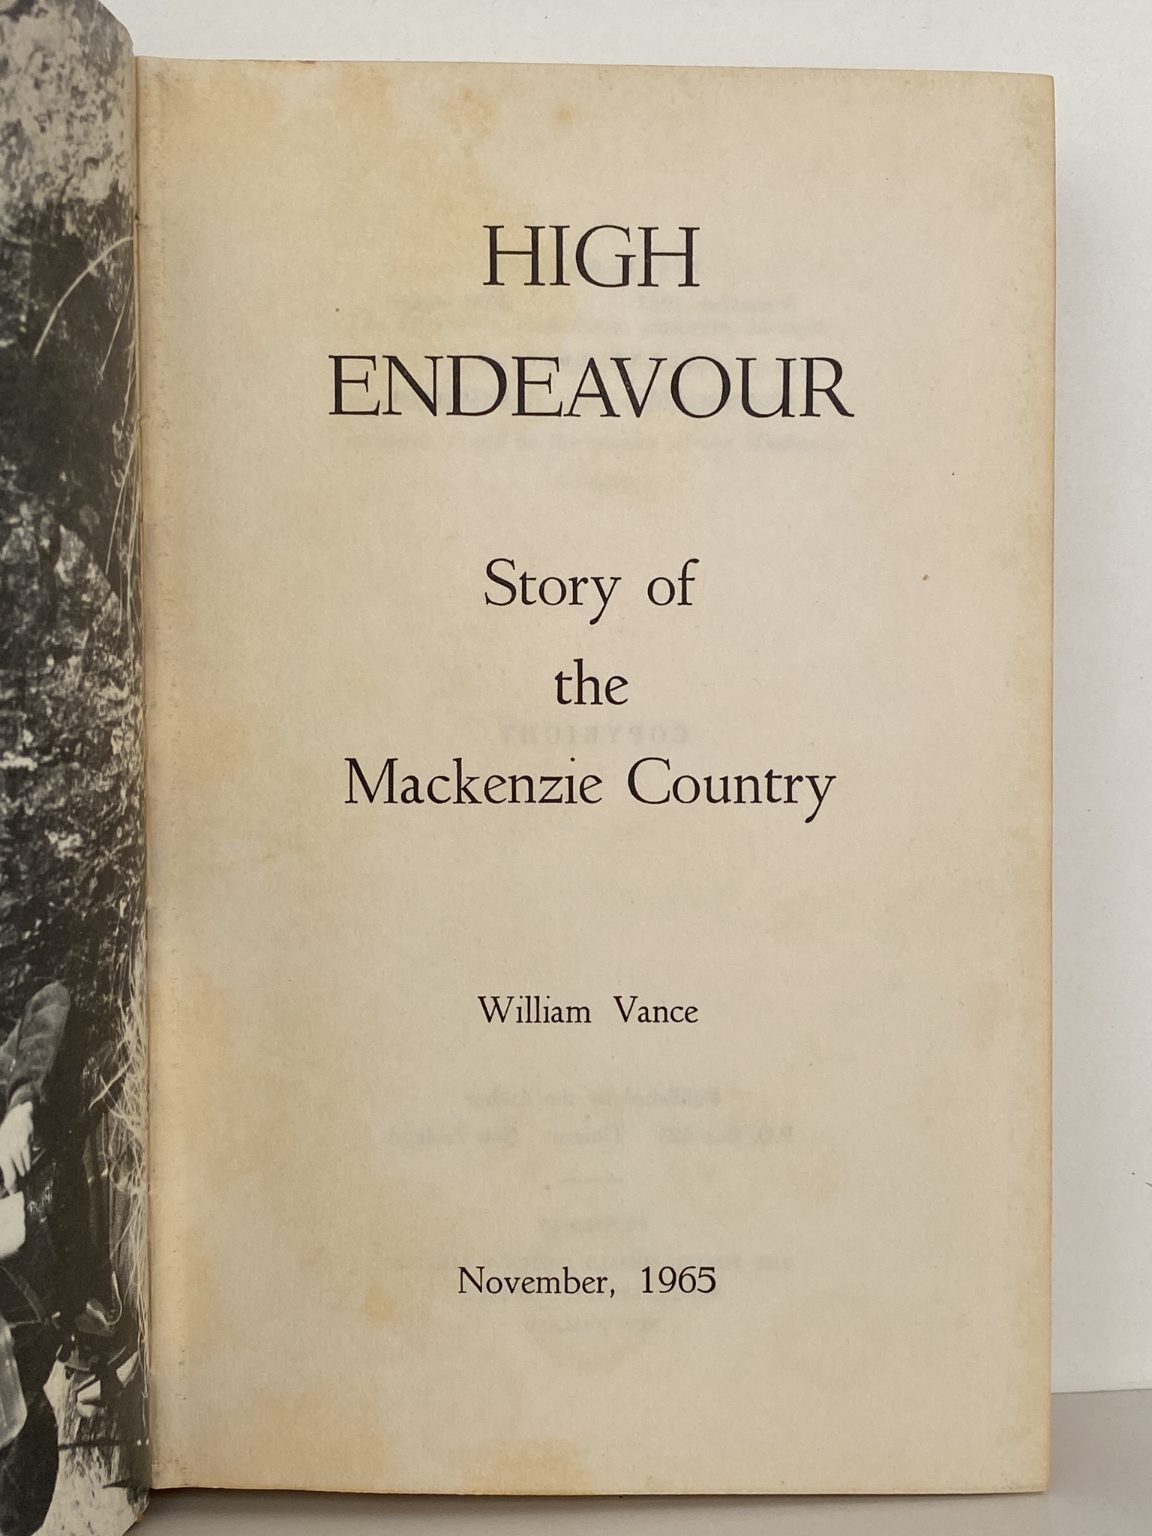 HIGH
ENDEAVOUR
Story of
the
Mackenzie Country
William Vance
November, 1965